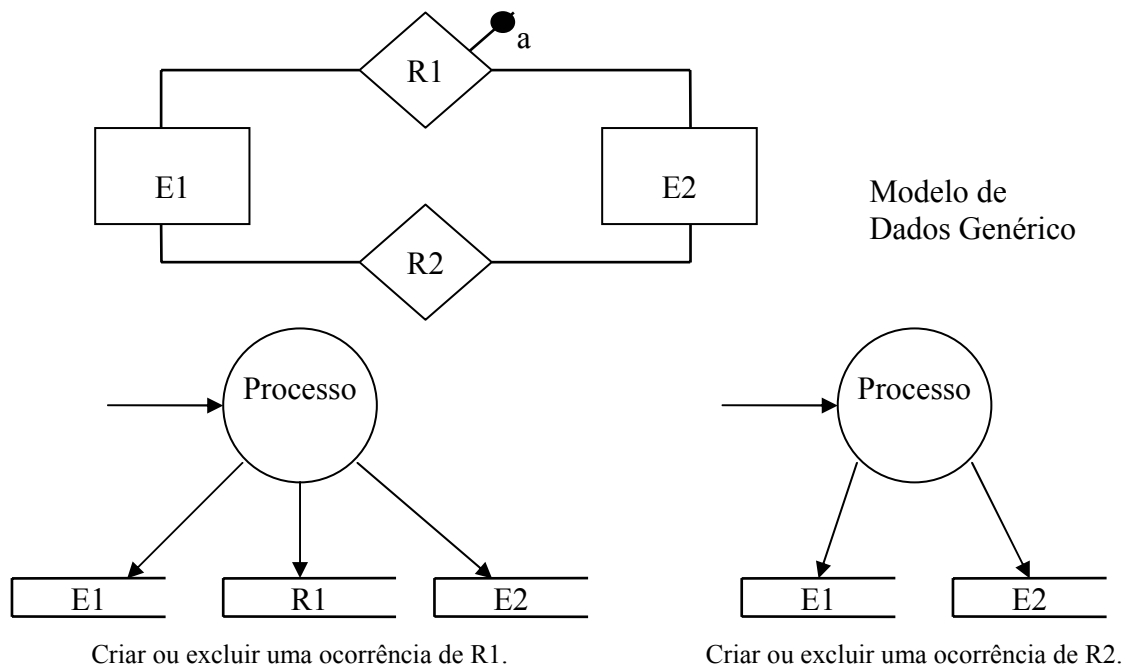 a
R1
E1
E2
Modelo de
Dados Genérico
R2
Processo
Processo
E1
R1
E2
E1
E2
Criar ou excluir uma ocorrência de R1.
Criar ou excluir uma ocorrência de R2.